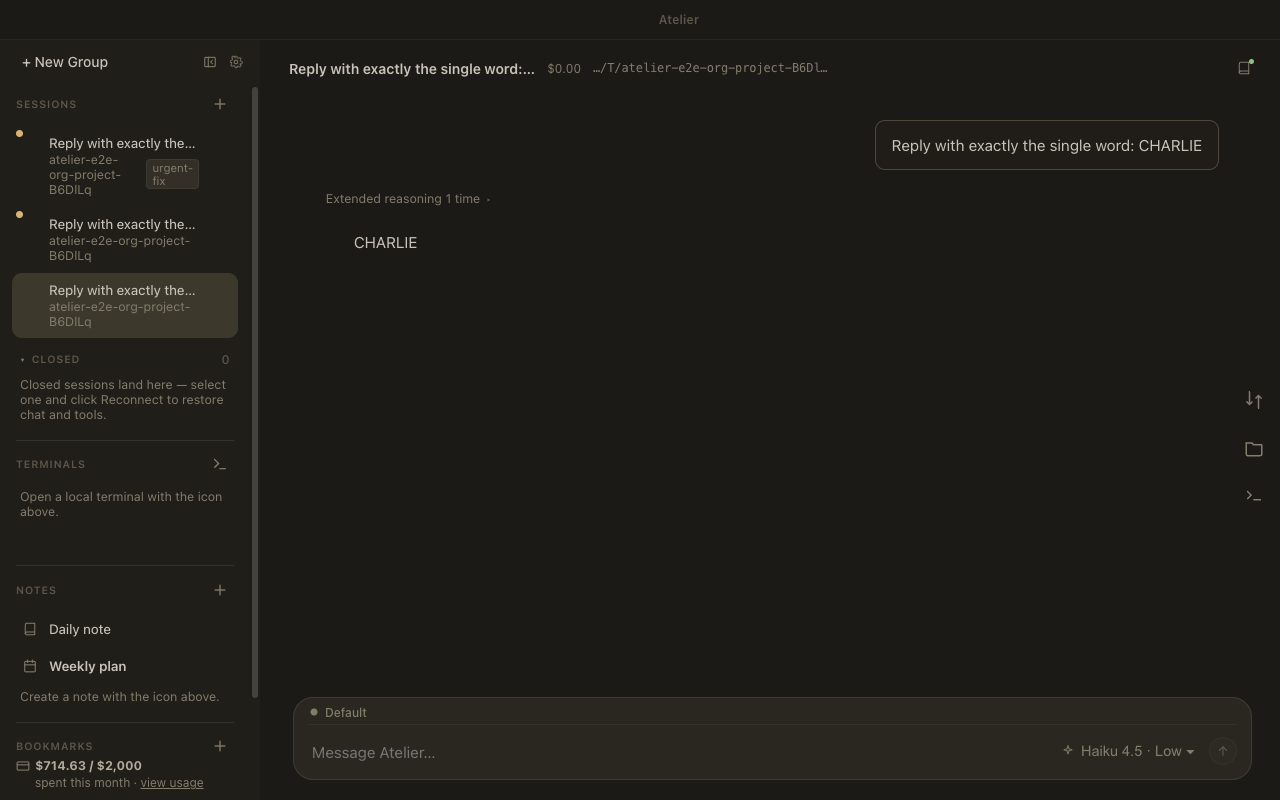 Atelier
+ New Group
SESSIONS
Reply with exactly the...
atelier-e2e-
org-project-
B6DlLq
urgent-
fix
Reply with exactly the...
atelier-e2e-org-project-
B6DlLq
Reply with exactly the...
atelier-e2e-org-project-
B6DlLq
CLOSED 0
Closed sessions land here — select
one and click Reconnect to restore
chat and tools.
TERMINALS
Open a local terminal with the icon
above.
NOTES
Daily note
Weekly plan
Create a note with the icon above.
BOOKMARKS
$714.63 / $2,000
spent this month · view usage
Reply with exactly the single word:... $0.00 …/T/atelier-e2e-org-project-B6Dl…
Reply with exactly the single word: CHARLIE
Extended reasoning 1 time
CHARLIE
Default
Message Atelier...
Haiku 4.5 · Low